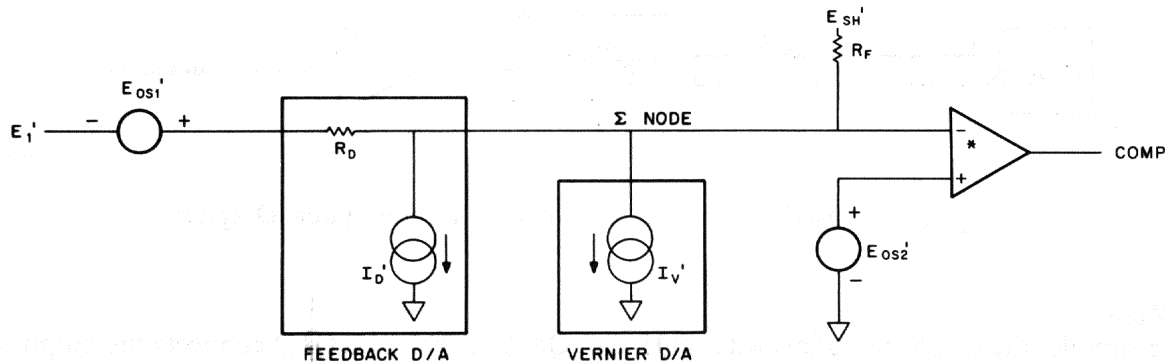 E_SH'
R_F
E_OS1'
E_1'
-
+
R_D
Σ NODE
-
*
+
COMP
I_D'
I_V'
+
E_OS2'
-
FEEDBACK D/A
VERNIER D/A